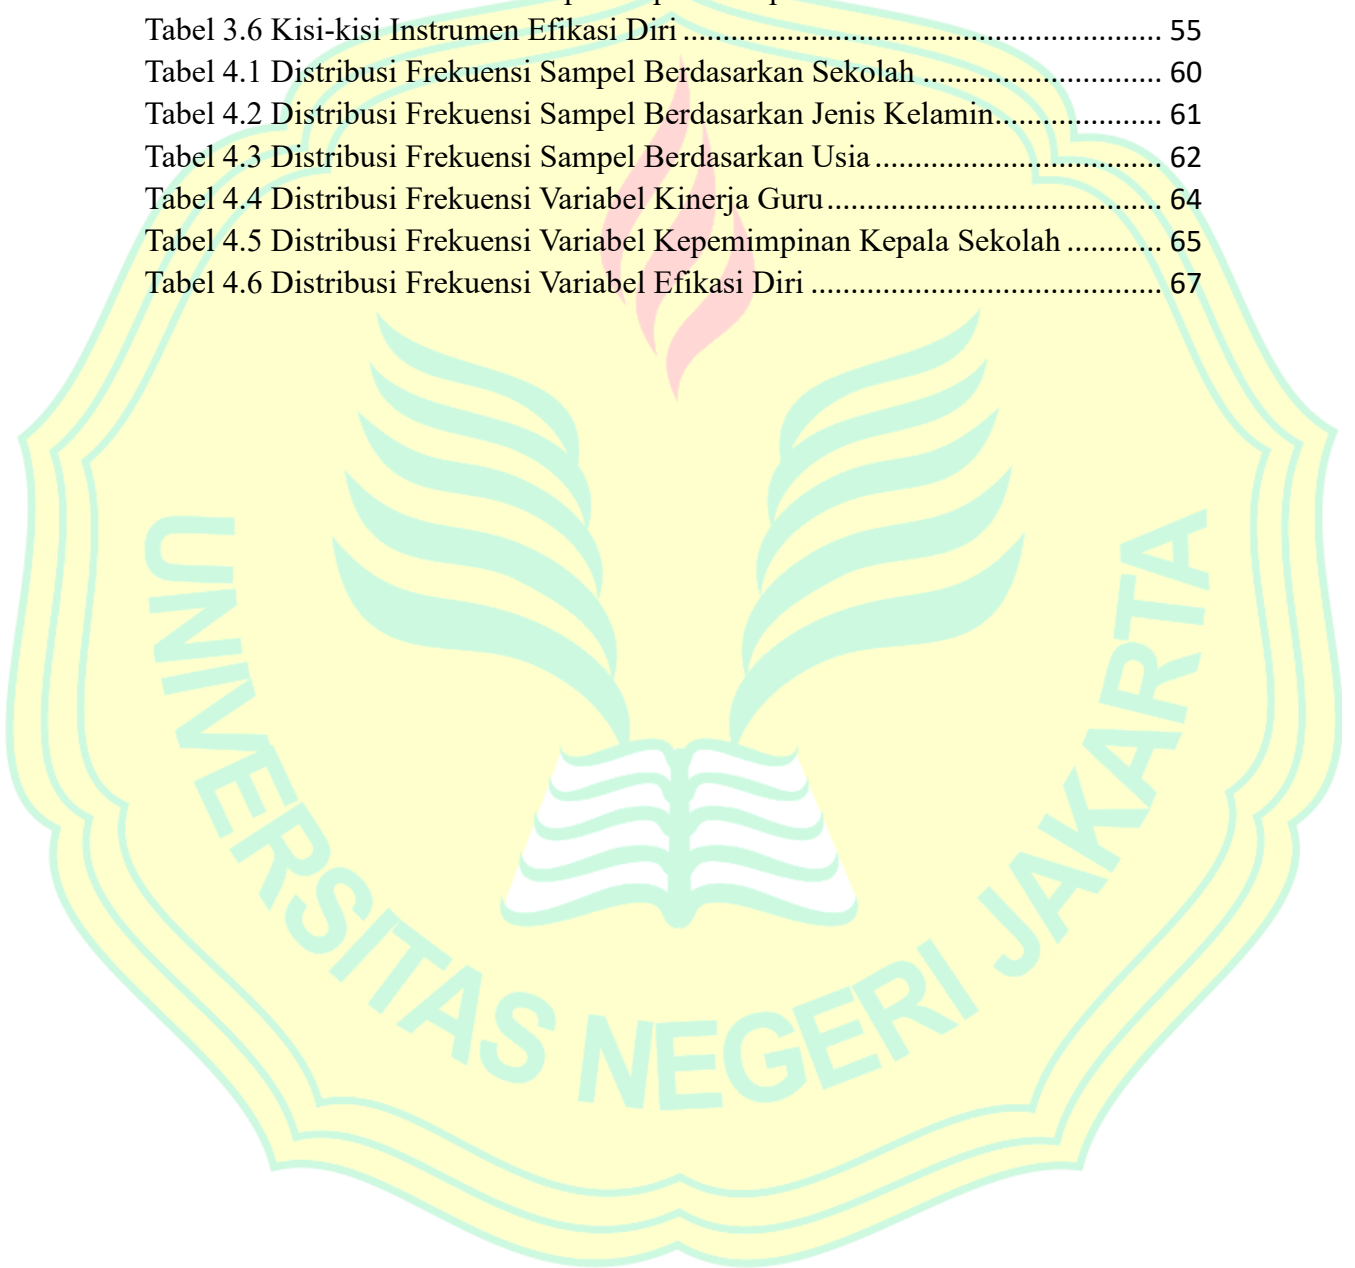 Tabel 3.6 Kisi-kisi Instrumen Efikasi Diri ............................................................ 55
Tabel 4.1 Distribusi Frekuensi Sampel Berdasarkan Sekolah .............................. 60
Tabel 4.2 Distribusi Frekuensi Sampel Berdasarkan Jenis Kelamin..................... 61
Tabel 4.3 Distribusi Frekuensi Sampel Berdasarkan Usia .................................... 62
Tabel 4.4 Distribusi Frekuensi Variabel Kinerja Guru.......................................... 64
Tabel 4.5 Distribusi Frekuensi Variabel Kepemimpinan Kepala Sekolah ............ 65
Tabel 4.6 Distribusi Frekuensi Variabel Efikasi Diri ............................................ 67
UNIVERSITAS NEGERI JAKARTA